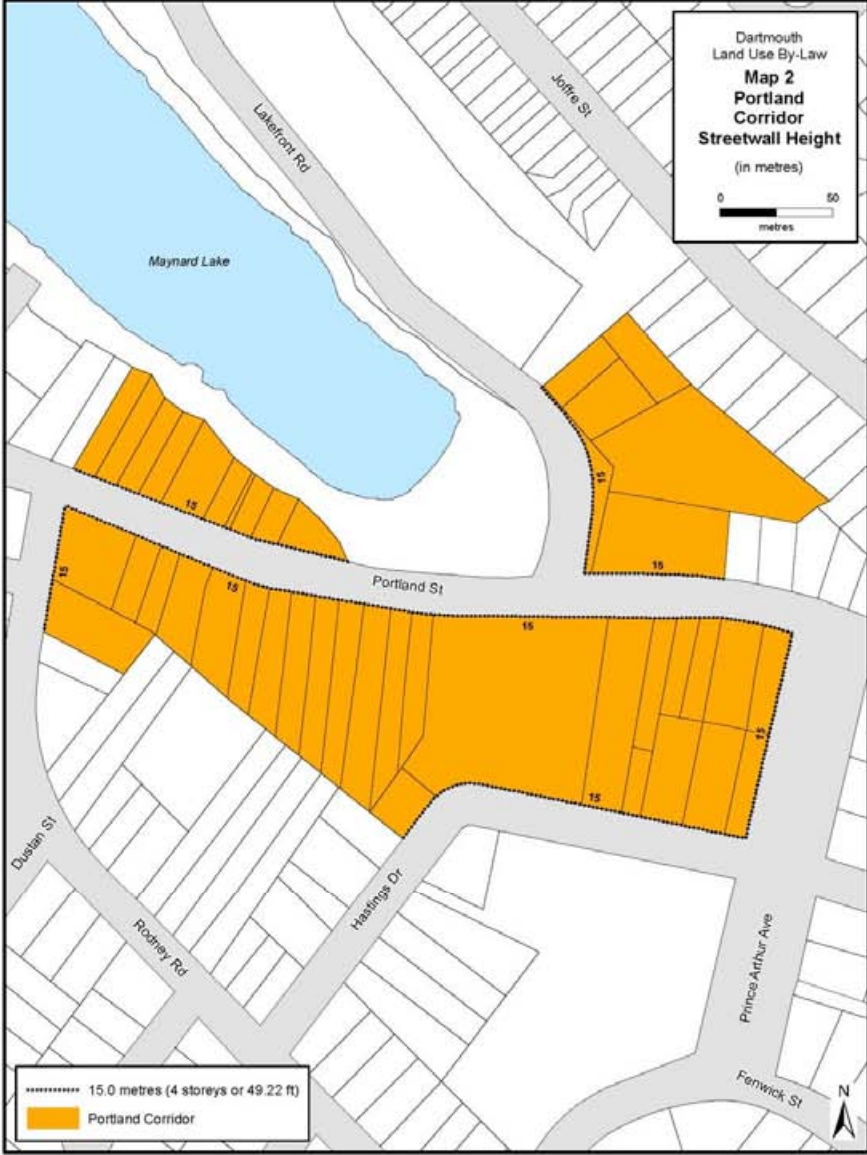 Dartmouth
Land Use By-Law
Map 2
Portland
Corridor
Streetwall Height
(in metres)
0 50
metres
Joffre St
Lakefront Rd
Maynard Lake
15
15
15
15
15
Portland St
15
15
15
Dustan St
Hastings Dr
Rodney Rd
Prince Arthur Ave
Fenwick St
N
15.0 metres (4 storeys or 49.22 ft)
Portland Corridor